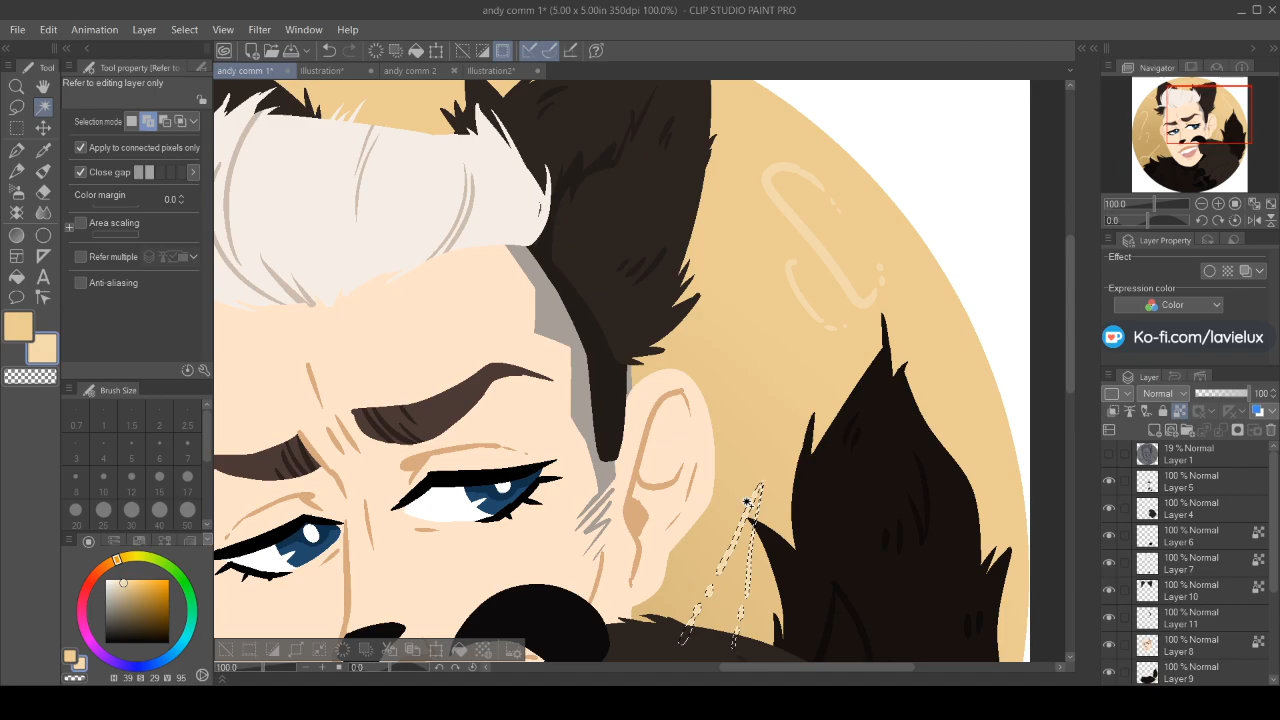 andy comm 1* (5.00 x 5.00in 350dpi 100.0%) - CLIP STUDIO PAINT PRO
File Edit Animation Layer Select View Filter Window Help
andy comm 1* Illustration* andy comm 2 Illustration2*
Tool
Tool property [Refer to
Refer to editing layer only
Selection mode
Apply to connected pixels only
Close gap
Color margin 0.0
Area scaling
Refer multiple
Anti-aliasing
Brush Size
0.7 1 1.5 2 2.5
3 4 5 6 7
8 10 12 15 17
20 25 30 40 50
H 39 S 29 V 95
100.0 0.0
Navigator
100.0
0.0
Layer Property
Effect
Expression color
Color
Ko-fi.com/lavielux
Layer
Normal 100
19 % Normal
Layer 1
100 % Normal
Layer 5
100 % Normal
Layer 4
100 % Normal
Layer 6
100 % Normal
Layer 7
100 % Normal
Layer 10
100 % Normal
Layer 11
100 % Normal
Layer 8
100 % Normal
Layer 9